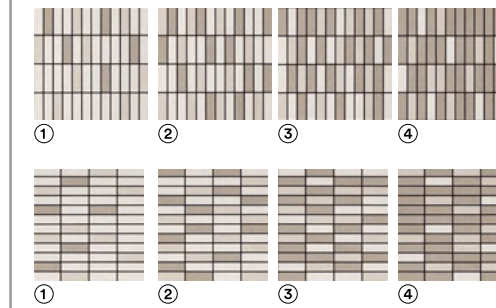 ① ② ③ ④
① ② ③ ④